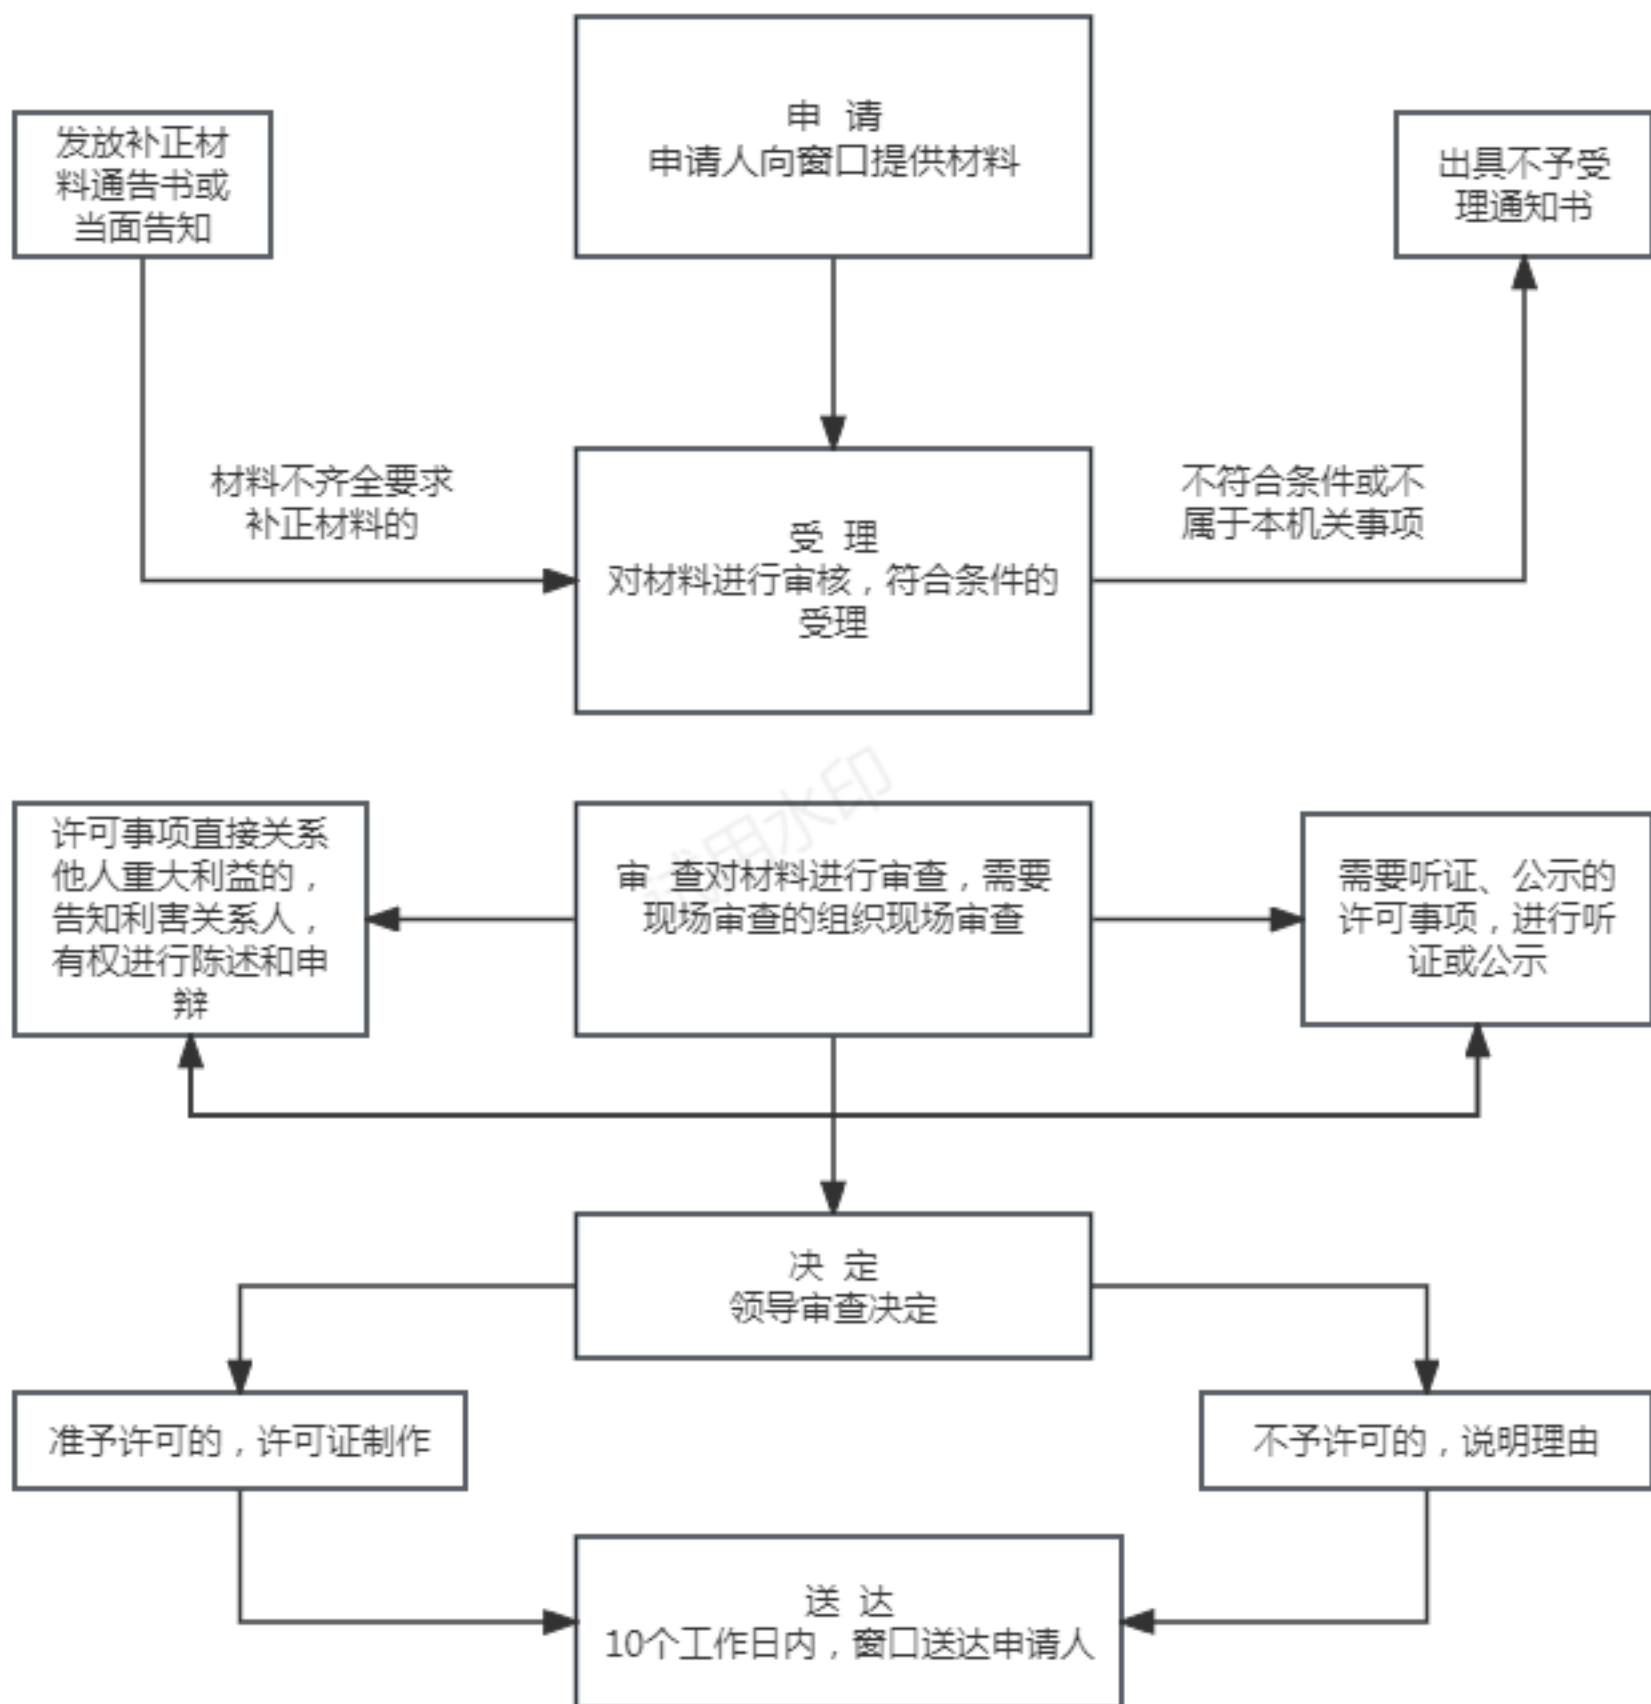 申 请
申请人向窗口提供材料
发放补正材
料通告书或
当面告知
出具不予受
理通知书
材料不齐全要求
补正材料的
不符合条件或不
属于本机关事项
受 理
对材料进行审核，符合条件的
受理
试用水印
许可事项直接关系
他人重大利益的，
告知利害关系人，
有权进行陈述和申
辩
审 查对材料进行审查，需要
现场审查的组织现场审查
需要听证、公示的
许可事项，进行听
证或公示
决 定
领导审查决定
准予许可的，许可证制作
不予许可的，说明理由
送 达
10个工作日内，窗口送达申请人